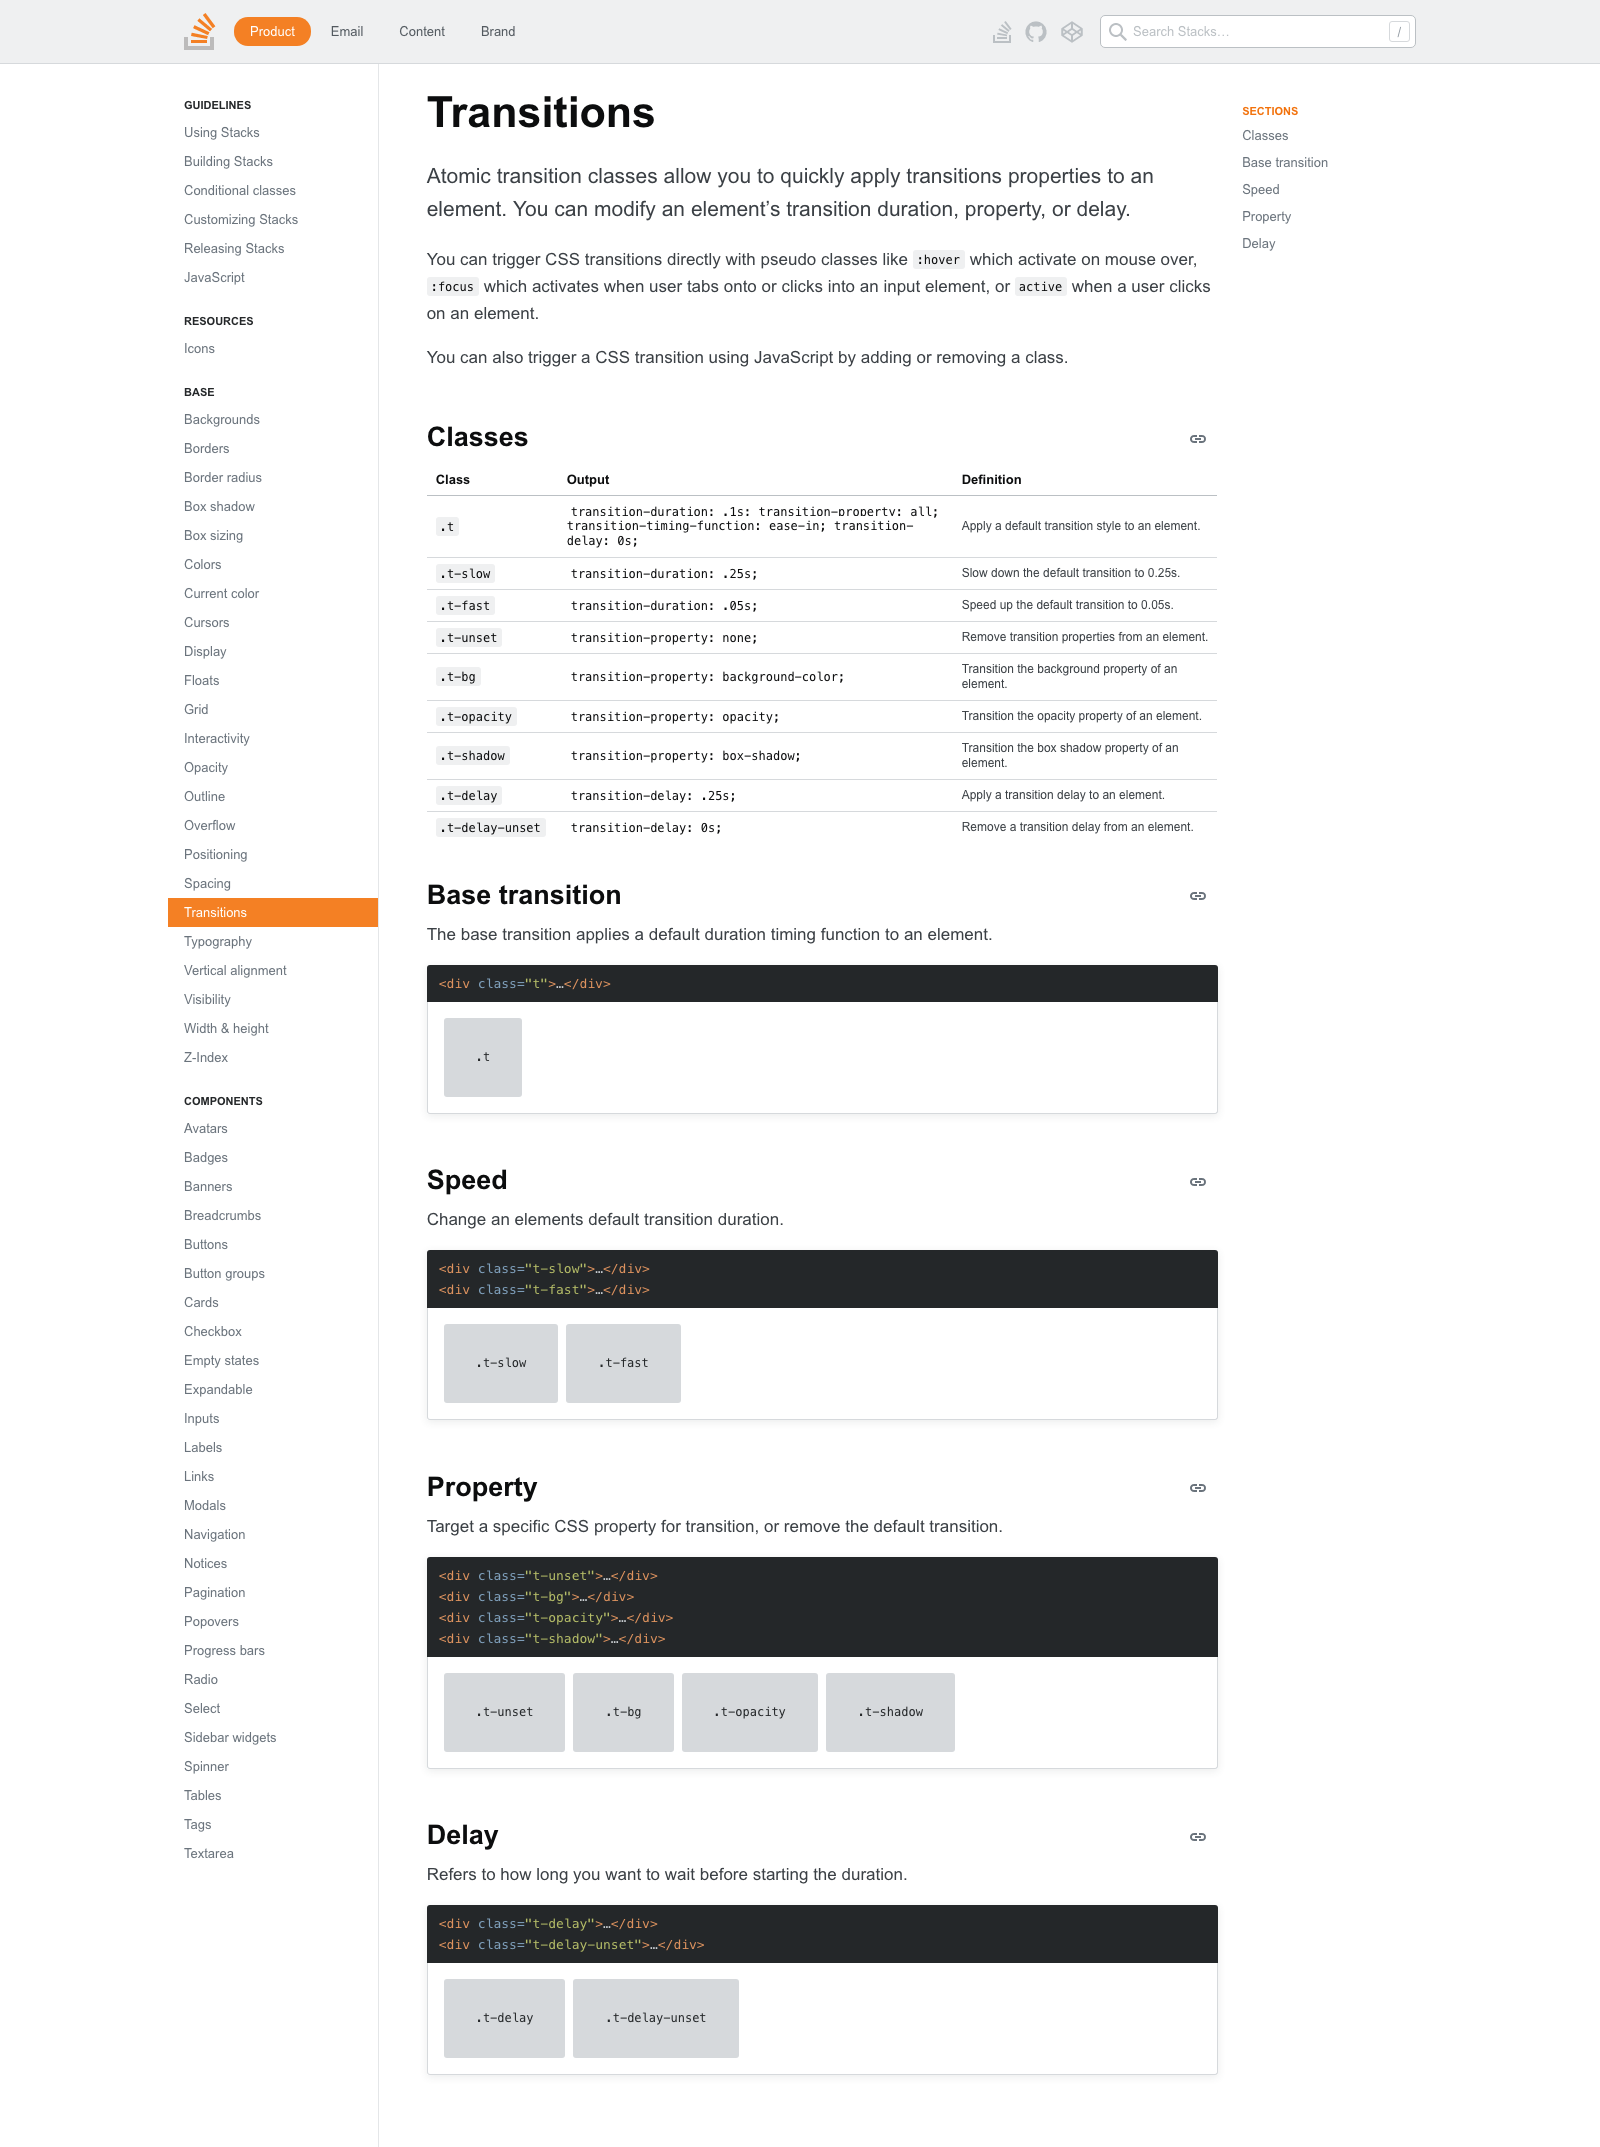 Product
Email
Content
Brand
Search Stacks…
/
GUIDELINES
Using Stacks
Building Stacks
Conditional classes
Customizing Stacks
Releasing Stacks
JavaScript
RESOURCES
Icons
BASE
Backgrounds
Borders
Border radius
Box shadow
Box sizing
Colors
Current color
Cursors
Display
Floats
Grid
Interactivity
Opacity
Outline
Overflow
Positioning
Spacing
Transitions
Typography
Vertical alignment
Visibility
Width & height
Z-Index
COMPONENTS
Avatars
Badges
Banners
Breadcrumbs
Buttons
Button groups
Cards
Checkbox
Empty states
Expandable
Inputs
Labels
Links
Modals
Navigation
Notices
Pagination
Popovers
Progress bars
Radio
Select
Sidebar widgets
Spinner
Tables
Tags
Textarea
Transitions
Atomic transition classes allow you to quickly apply transitions properties to an
element. You can modify an element’s transition duration, property, or delay.
You can trigger CSS transitions directly with pseudo classes like :hover which activate on mouse over,
:focus which activates when user tabs onto or clicks into an input element, or active when a user clicks
on an element.
You can also trigger a CSS transition using JavaScript by adding or removing a class.
Classes
Class Output Definition
.t
transition-duration: .1s; transition-property: all;
transition-timing-function: ease-in; transition-
delay: 0s;
Apply a default transition style to an element.
.t-slow transition-duration: .25s; Slow down the default transition to 0.25s.
.t-fast transition-duration: .05s; Speed up the default transition to 0.05s.
.t-unset transition-property: none; Remove transition properties from an element.
.t-bg transition-property: background-color; Transition the background property of an
element.
.t-opacity transition-property: opacity; Transition the opacity property of an element.
.t-shadow transition-property: box-shadow; Transition the box shadow property of an
element.
.t-delay transition-delay: .25s; Apply a transition delay to an element.
.t-delay-unset transition-delay: 0s; Remove a transition delay from an element.
Base transition
The base transition applies a default duration timing function to an element.
<div class="t">…</div>
.t
Speed
Change an elements default transition duration.
<div class="t-slow">…</div>
<div class="t-fast">…</div>
.t-slow .t-fast
Property
Target a specific CSS property for transition, or remove the default transition.
<div class="t-unset">…</div>
<div class="t-bg">…</div>
<div class="t-opacity">…</div>
<div class="t-shadow">…</div>
.t-unset .t-bg .t-opacity .t-shadow
Delay
Refers to how long you want to wait before starting the duration.
<div class="t-delay">…</div>
<div class="t-delay-unset">…</div>
.t-delay .t-delay-unset
SECTIONS
Classes
Base transition
Speed
Property
Delay